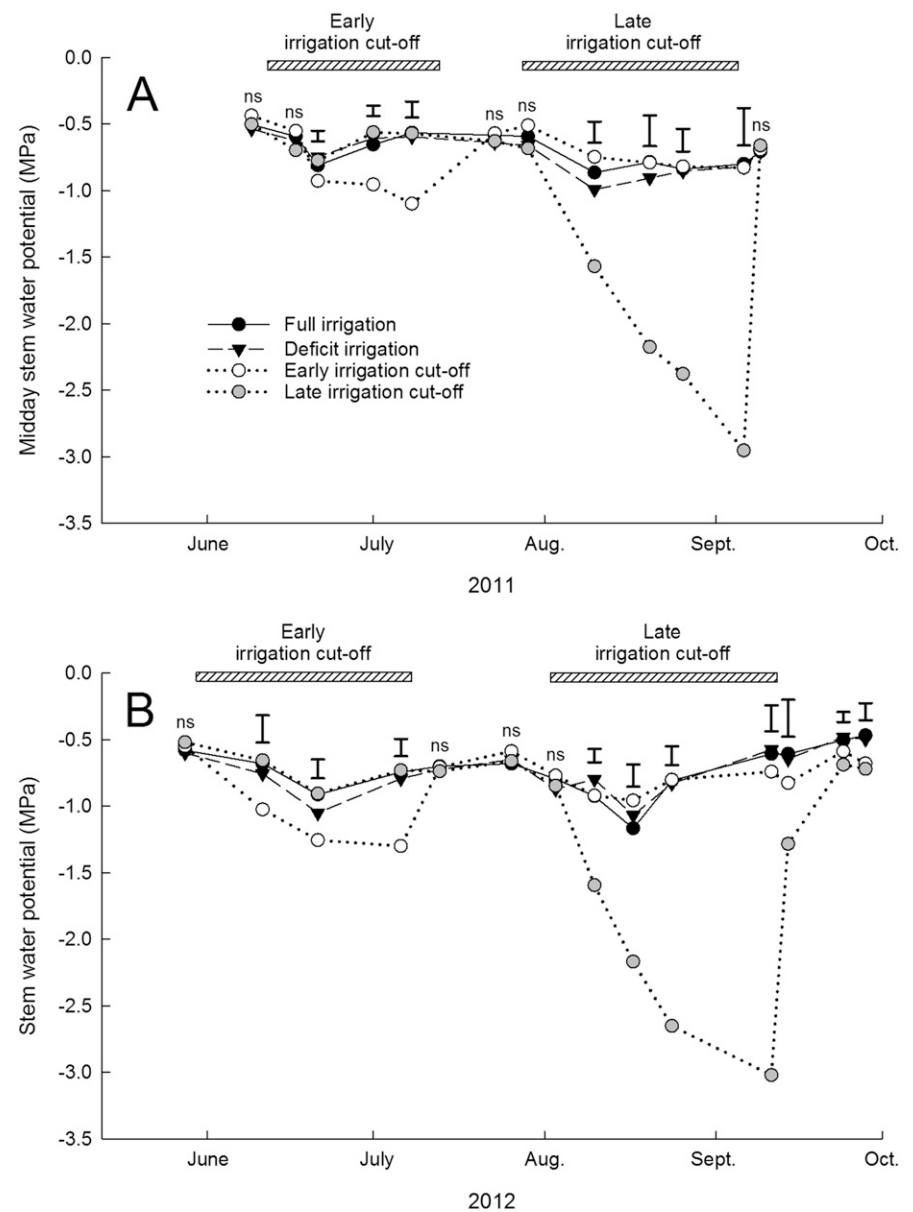 Early
irrigation cut-off
Late
irrigation cut-off
A
0.0
-0.5
-1.0
-1.5
-2.0
-2.5
-3.0
-3.5
Midday stem water potential (MPa)
ns
ns
ns
ns
ns
Full irrigation
Deficit irrigation
Early irrigation cut-off
Late irrigation cut-off
June
July
Aug.
Sept.
Oct.
2011
Early
irrigation cut-off
Late
irrigation cut-off
B
0.0
-0.5
-1.0
-1.5
-2.0
-2.5
-3.0
-3.5
Stem water potential (MPa)
ns
ns
ns
ns
June
July
Aug.
Sept.
Oct.
2012